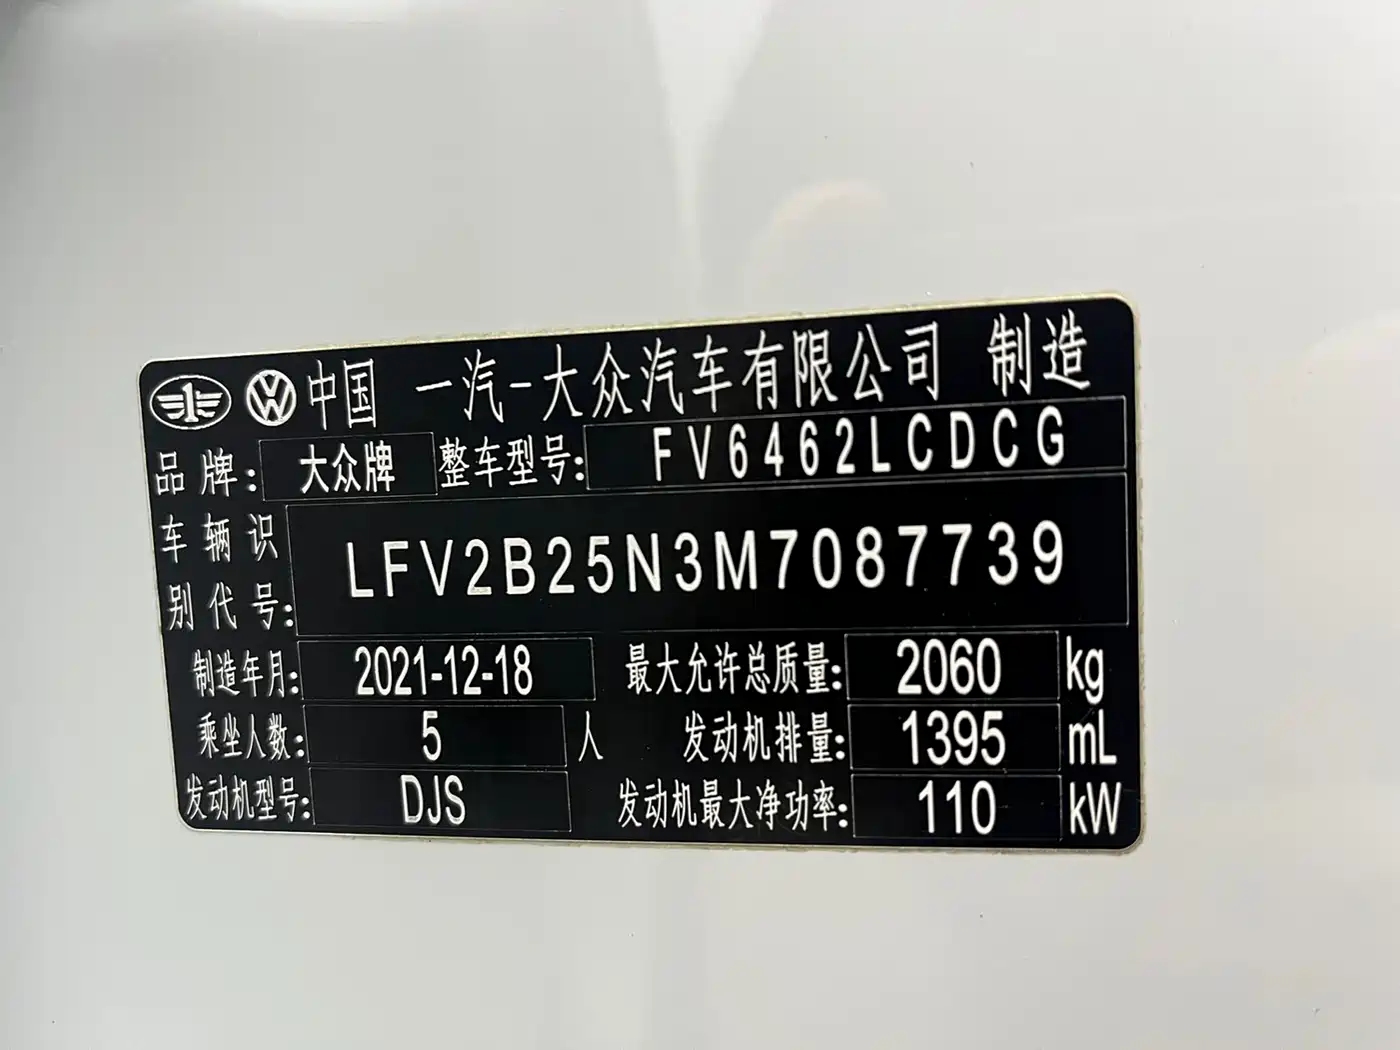 中国 一汽-大众汽车有限公司 制造
品牌: 大众牌 整车型号: FV6462LCDCG
车辆识别代号: LFV2B25N3M7087739
制造年月: 2021-12-18 最大允许总质量: 2060 kg
乘坐人数: 5 人 发动机排量: 1395 mL
发动机型号: DJS 发动机最大净功率: 110 kW